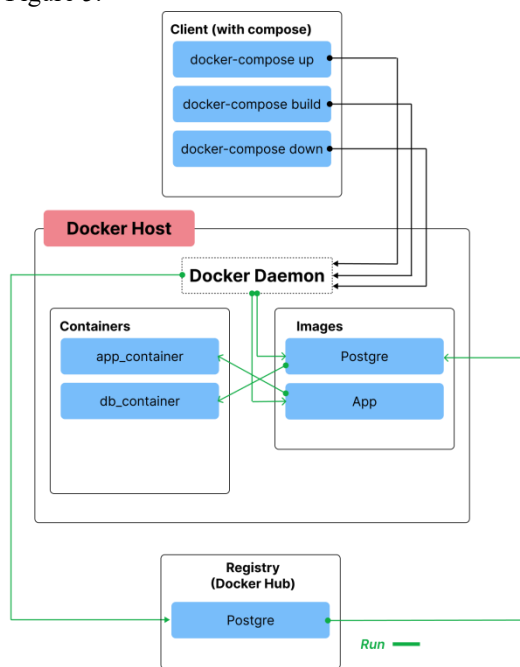 Figure 3.
Client (with compose)
docker-compose up
docker-compose build
docker-compose down
Docker Host
Docker Daemon
Containers
app_container
db_container
Images
Postgre
App
Registry
(Docker Hub)
Postgre
Run